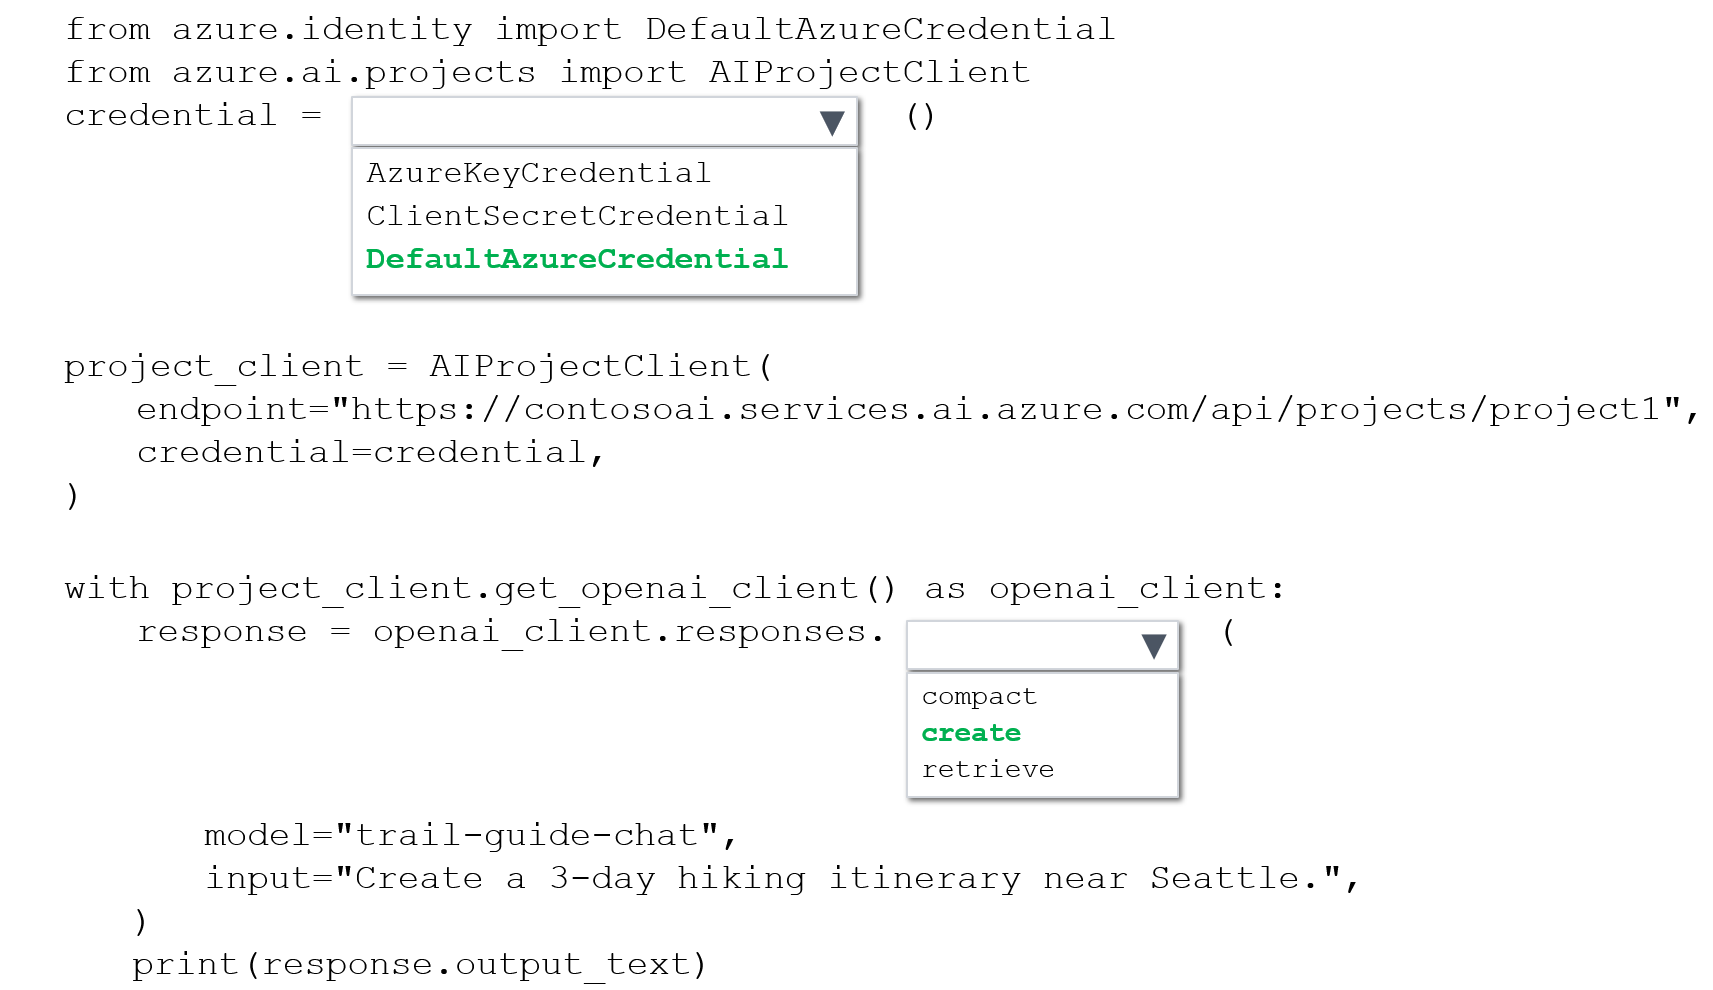 from azure.identity import DefaultAzureCredential
from azure.ai.projects import AIProjectClient
credential = ▼ ()
AzureKeyCredential
ClientSecretCredential
DefaultAzureCredential
project_client = AIProjectClient(
endpoint="https://contosoai.services.ai.azure.com/api/projects/project1",
credential=credential,
)
with project_client.get_openai_client() as openai_client:
response = openai_client.responses. ▼ (
compact
create
retrieve
model="trail-guide-chat",
input="Create a 3-day hiking itinerary near Seattle.",
)
print(response.output_text)